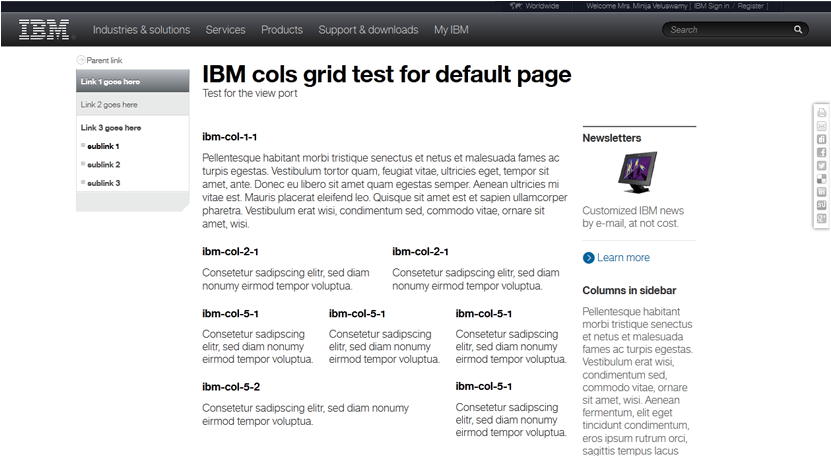 Worldwide
Welcome Mrs. Minija Veluswamy | IBM Sign in / Register |
IBM
Industries & solutions Services Products Support & downloads My IBM
Search
Parent link
Link 1 goes here
Link 2 goes here
Link 3 goes here
sublink 1
sublink 2
sublink 3
IBM cols grid test for default page
Test for the view port
ibm-col-1-1
Pellentesque habitant morbi tristique senectus et netus et malesuada fames ac
turpis egestas. Vestibulum tortor quam, feugiat vitae, ultricies eget, tempor sit
amet, ante. Donec eu libero sit amet quam egestas semper. Aenean ultricies mi
vitae est. Mauris placerat eleifend leo. Quisque sit amet est et sapien ullamcorper
pharetra. Vestibulum erat wisi, condimentum sed, commodo vitae, ornare sit
amet, wisi.
ibm-col-2-1
Consetetur sadipscing elitr, sed diam
nonumy eirmod tempor voluptua.
ibm-col-2-1
Consetetur sadipscing elitr, sed diam
nonumy eirmod tempor voluptua.
ibm-col-5-1
Consetetur sadipscing
elitr, sed diam nonumy
eirmod tempor voluptua.
ibm-col-5-1
Consetetur sadipscing
elitr, sed diam nonumy
eirmod tempor voluptua.
ibm-col-5-1
Consetetur sadipscing
elitr, sed diam nonumy
eirmod tempor voluptua.
ibm-col-5-2
Consetetur sadipscing elitr, sed diam nonumy
eirmod tempor voluptua.
ibm-col-5-1
Consetetur sadipscing
elitr, sed diam nonumy
eirmod tempor voluptua.
Newsletters
Customized IBM news
by e-mail, at not cost.
Learn more
Columns in sidebar
Pellentesque habitant
morbi tristique senectus
et netus et malesuada
fames ac turpis egestas.
Vestibulum erat wisi,
condimentum sed,
commodo vitae, ornare
sit amet, wisi. Aenean
fermentum, elit eget
tincidunt condimentum,
eros ipsum rutrum orci,
sagittis tempus lacus